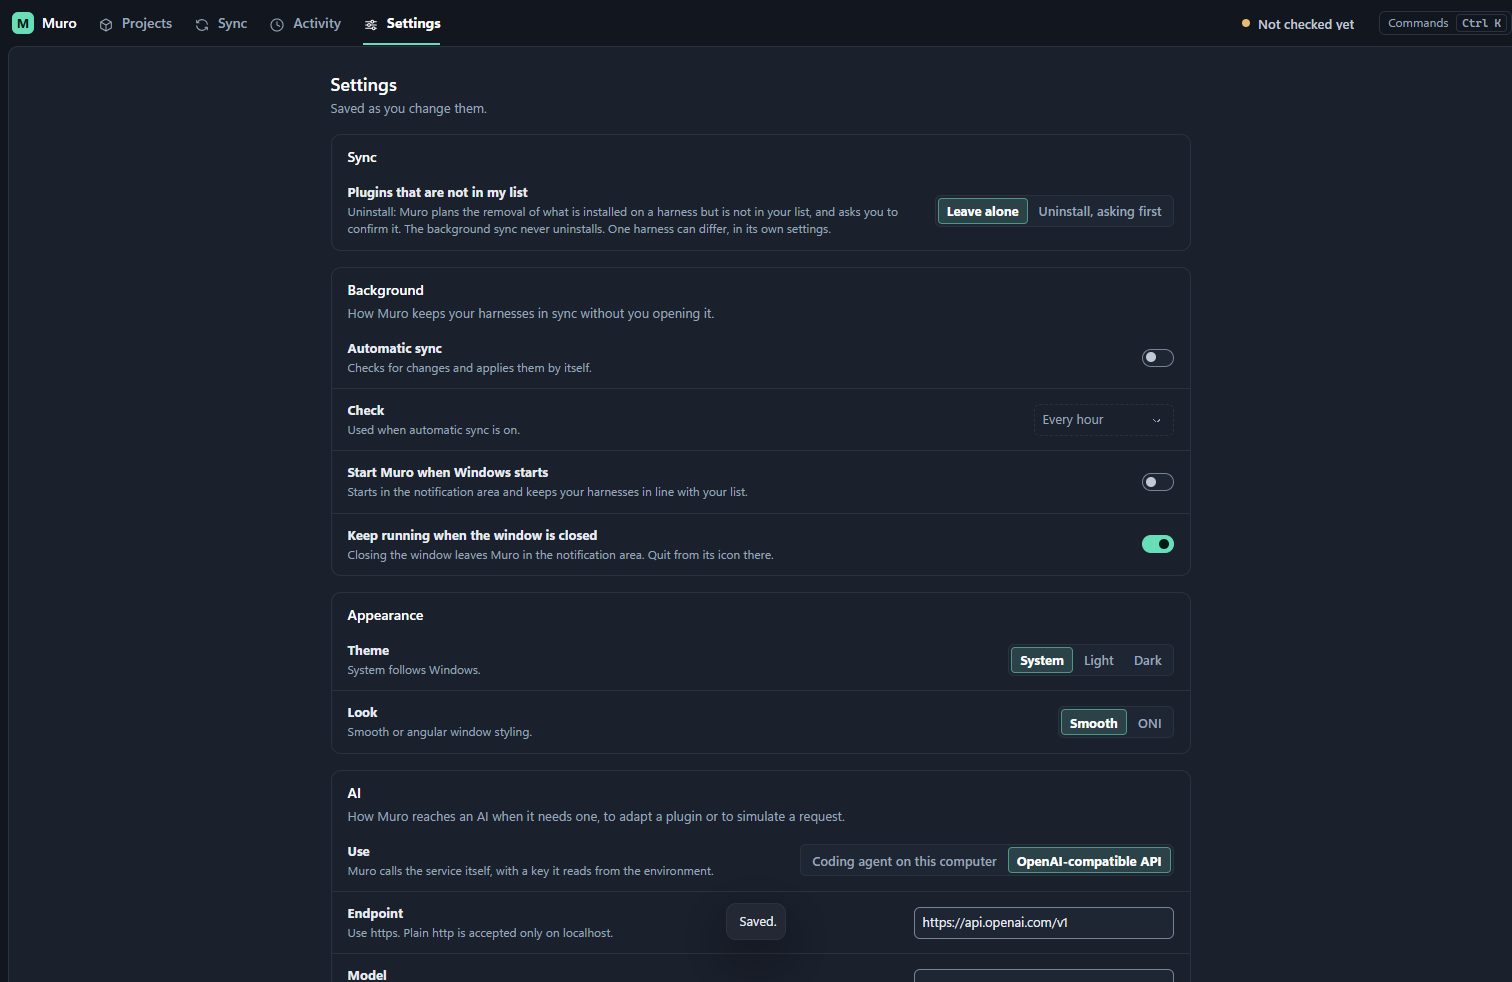 M Muro Projects Sync Activity Settings Not checked yet Commands Ctrl K
Settings
Saved as you change them.
Sync
Plugins that are not in my list
Uninstall: Muro plans the removal of what is installed on a harness but is not in your list, and asks you to
confirm it. The background sync never uninstalls. One harness can differ, in its own settings.
Leave alone Uninstall, asking first
Background
How Muro keeps your harnesses in sync without you opening it.
Automatic sync
Checks for changes and applies them by itself.
Check
Used when automatic sync is on.
Every hour
Start Muro when Windows starts
Starts in the notification area and keeps your harnesses in line with your list.
Keep running when the window is closed
Closing the window leaves Muro in the notification area. Quit from its icon there.
Appearance
Theme
System follows Windows.
System Light Dark
Look
Smooth or angular window styling.
Smooth ONI
AI
How Muro reaches an AI when it needs one, to adapt a plugin or to simulate a request.
Use
Muro calls the service itself, with a key it reads from the environment.
Coding agent on this computer OpenAI-compatible API
Endpoint
Use https. Plain http is accepted only on localhost.
https://api.openai.com/v1
Saved.
Model